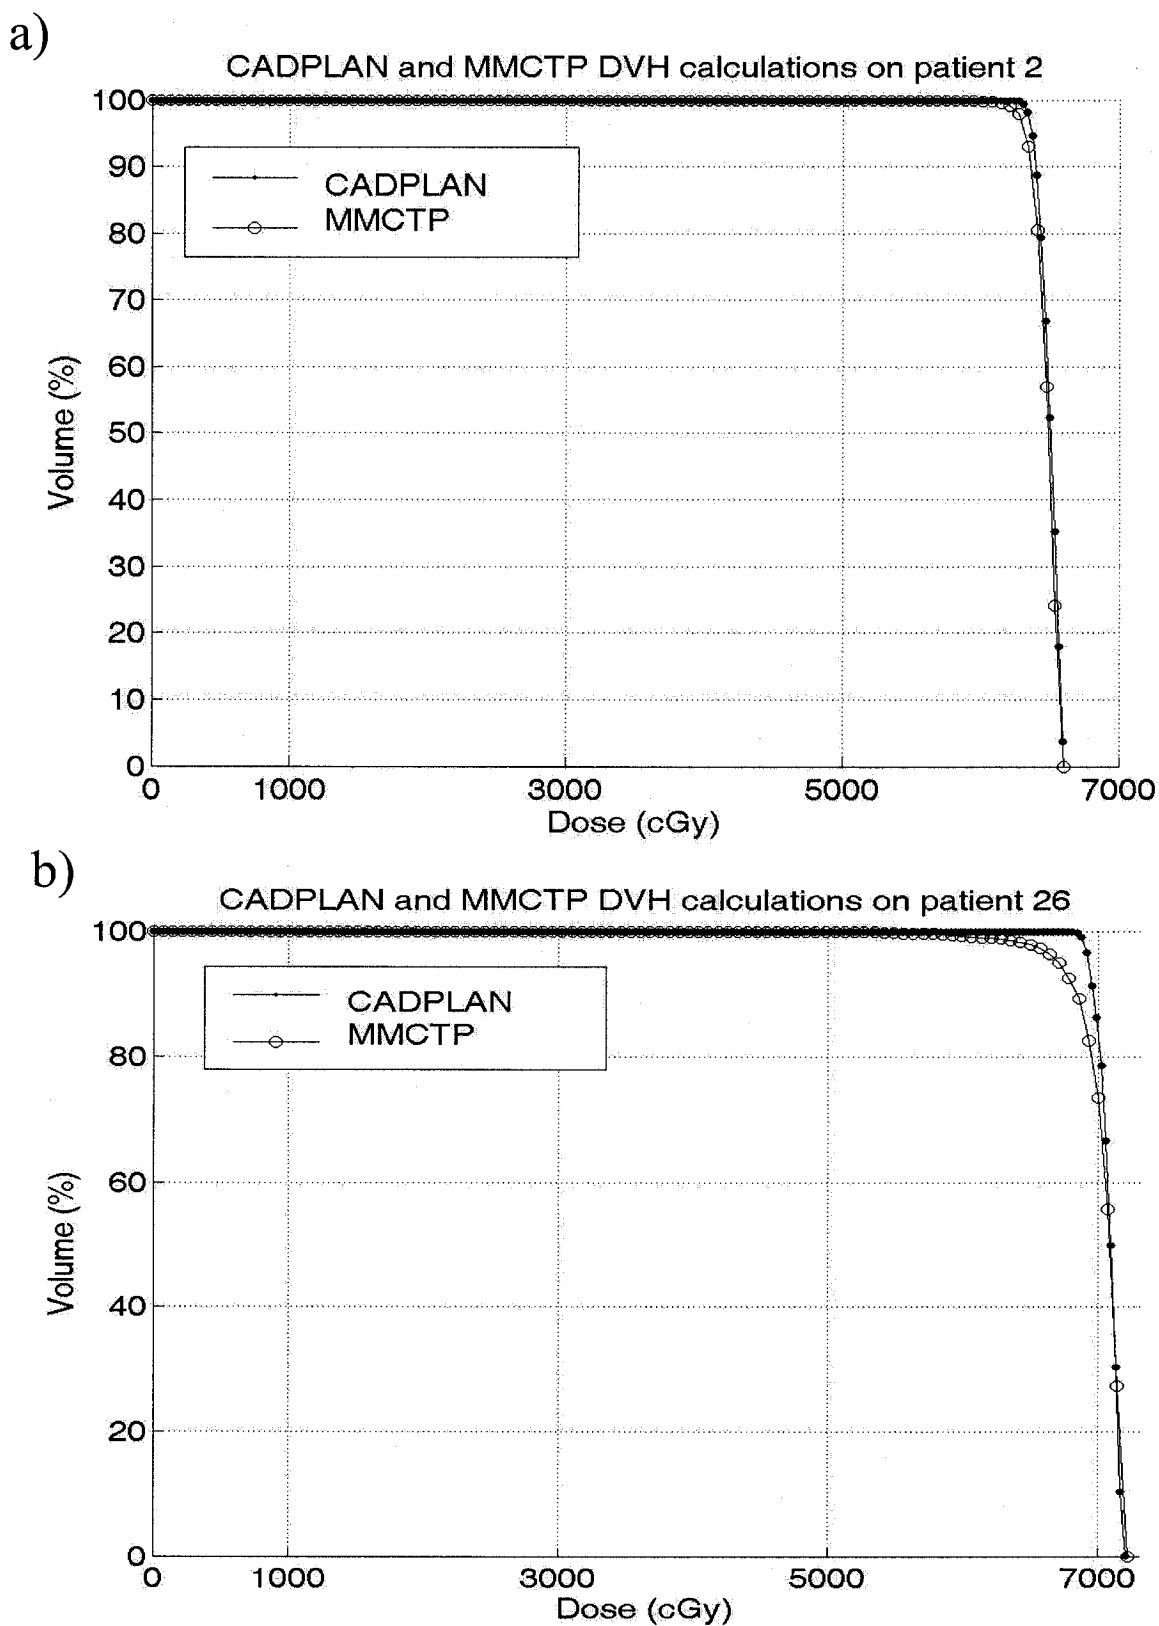 a)
CADPLAN and MMCTP DVH calculations on patient 2
100
90
80
70
60
50
40
30
20
10
0
Volume (%)
CADPLAN
MMCTP
0 1000 3000 5000 7000
Dose (cGy)
b)
CADPLAN and MMCTP DVH calculations on patient 26
100
80
60
40
20
0
Volume (%)
CADPLAN
MMCTP
0 1000 3000 5000 7000
Dose (cGy)